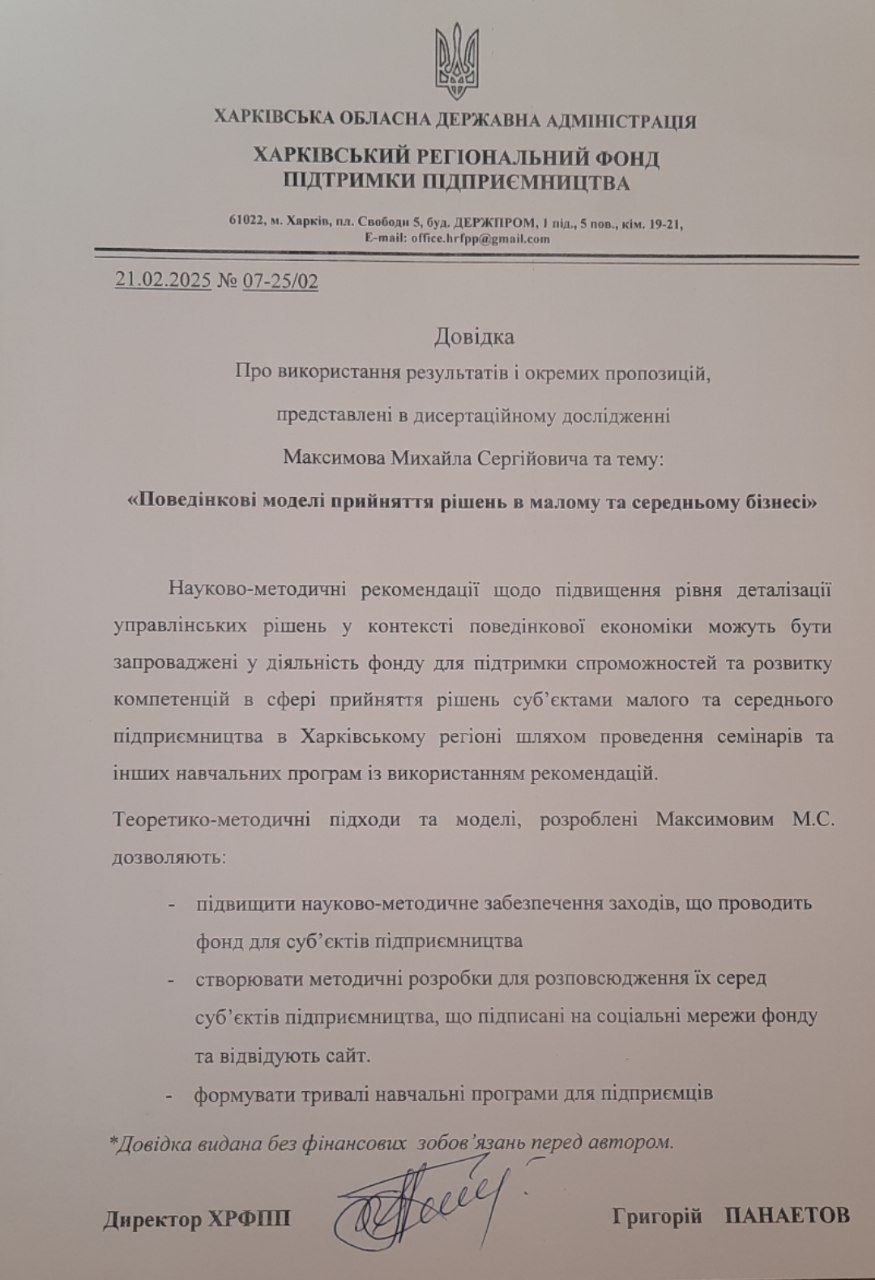 ХАРКІВСЬКА ОБЛАСНА ДЕРЖАВНА АДМІНІСТРАЦІЯ
ХАРКІВСЬКИЙ РЕГІОНАЛЬНИЙ ФОНД
ПІДТРИМКИ ПІДПРИЄМНИЦТВА
61022, м. Харків, пл. Свободи 5, буд. ДЕРЖПРОМ, 1 під., 5 пов., кім. 19-21,
E-mail: office.hrfpp@gmail.com
21.02.2025 № 07-25/02
Довідка
Про використання результатів і окремих пропозицій,
представлені в дисертаційному дослідженні
Максимова Михайла Сергійовича та тему:
«Поведінкові моделі прийняття рішень в малому та середньому бізнесі»
Науково-методичні рекомендації щодо підвищення рівня деталізації
управлінських рішень у контексті поведінкової економіки можуть бути
запроваджені у діяльність фонду для підтримки спроможностей та розвитку
компетенцій в сфері прийняття рішень суб’єктами малого та середнього
підприємництва в Харківському регіоні шляхом проведення семінарів та
інших навчальних програм із використанням рекомендацій.
Теоретико-методичні підходи та моделі, розроблені Максимовим М.С.
дозволяють:
- підвищити науково-методичне забезпечення заходів, що проводить
фонд для суб’єктів підприємництва
- створювати методичні розробки для розповсюдження їх серед
суб’єктів підприємництва, що підписані на соціальні мережи фонду
та відвідують сайт.
- формувати тривалі навчальні програми для підприємців
*Довідка видана без фінансових зобов’язань перед автором.
Директор ХРФПП Григорій ПАНАЕТОВ